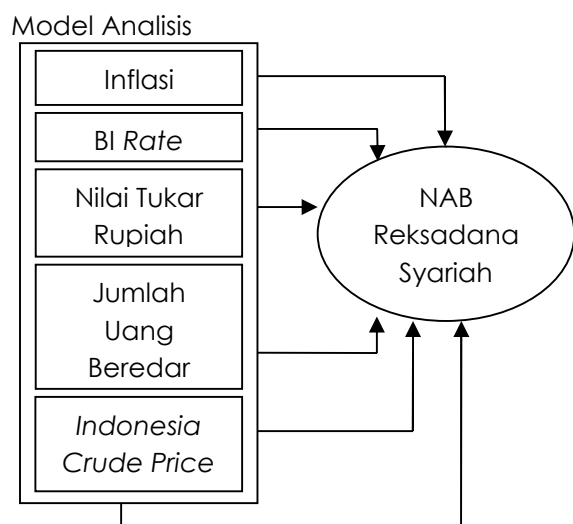 Model Analisis
Inflasi
BI Rate
Nilai Tukar
Rupiah
Jumlah
Uang
Beredar
Indonesia
Crude Price
NAB
Reksadana
Syariah